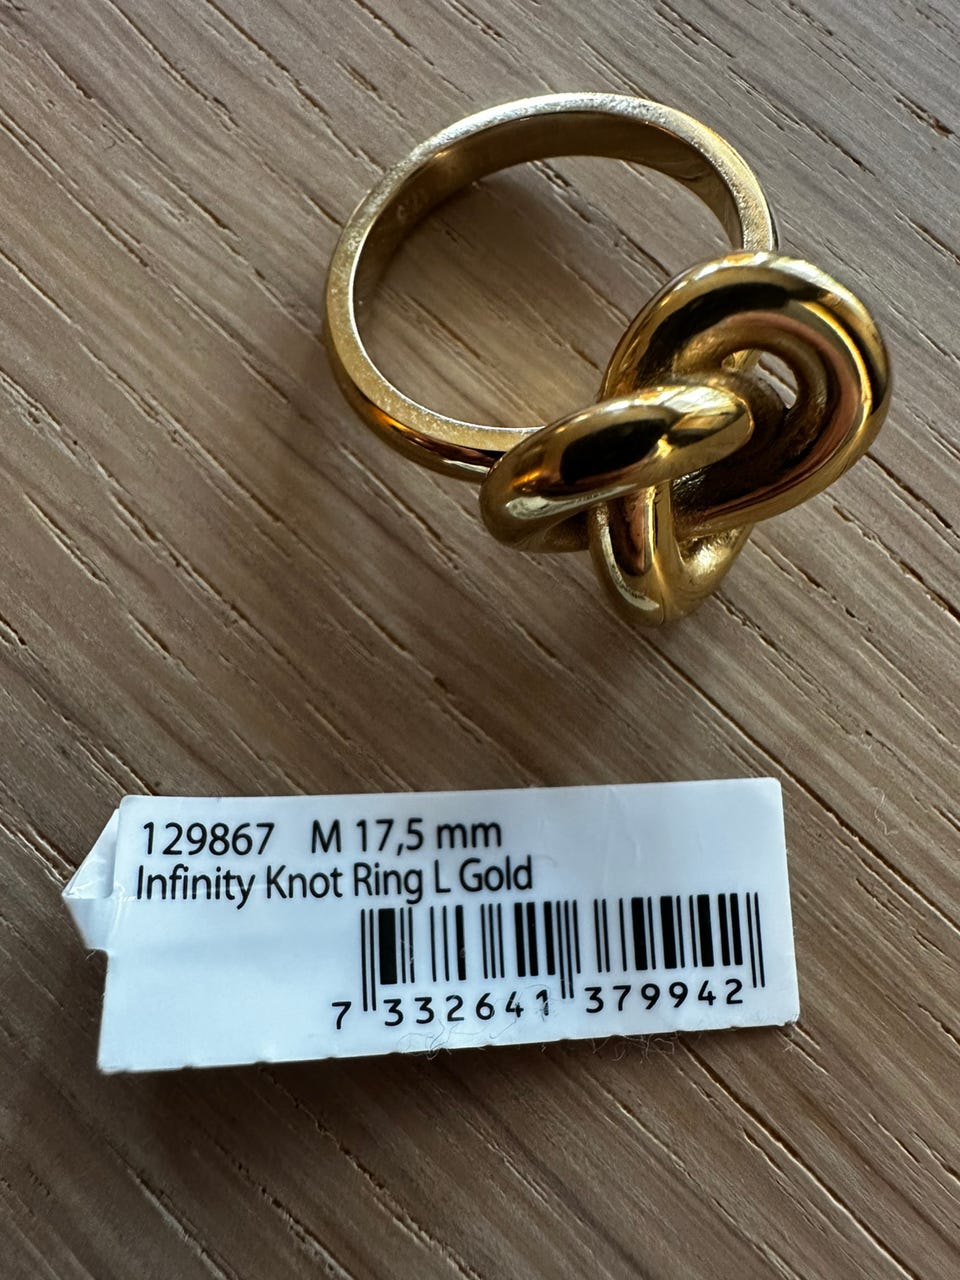 129867 M 17,5 mm
Infinity Knot Ring L Gold
7 332641 379942